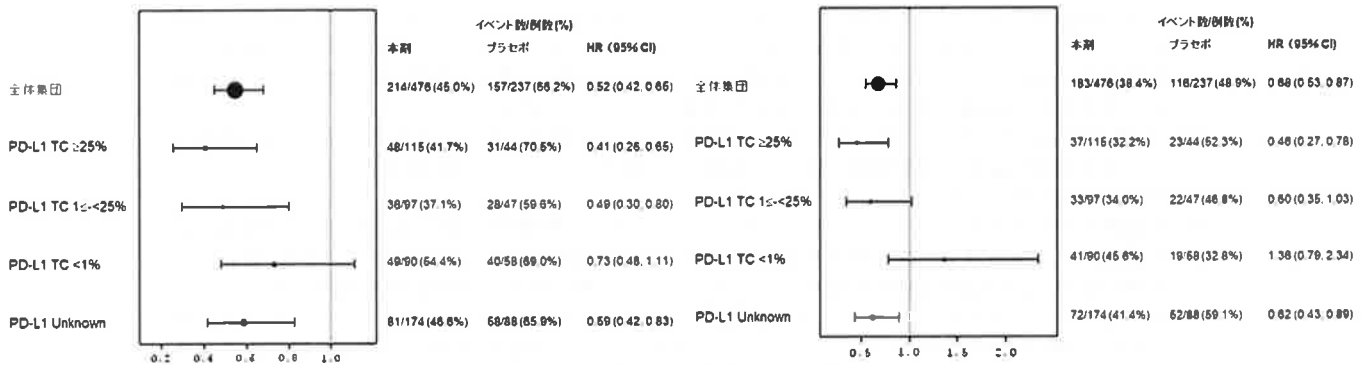 イベント数/例数(%)
本剤 プラセボ HR (95% CI)
全体集団 214/476 (45.0%) 157/237 (66.2%) 0.52 (0.42, 0.65)
PD-L1 TC ≥25% 48/115 (41.7%) 31/44 (70.5%) 0.41 (0.26, 0.65)
PD-L1 TC 1≤-<25% 36/97 (37.1%) 28/47 (59.6%) 0.49 (0.30, 0.80)
PD-L1 TC <1% 49/90 (54.4%) 40/58 (69.0%) 0.73 (0.48, 1.11)
PD-L1 Unknown 81/174 (46.6%) 58/88 (65.9%) 0.59 (0.42, 0.83)
0.2 0.4 0.6 0.8 1.0
イベント数/例数(%)
本剤 プラセボ HR (95% CI)
全体集団 183/476 (38.4%) 116/237 (48.9%) 0.68 (0.53, 0.87)
PD-L1 TC ≥25% 37/115 (32.2%) 23/44 (52.3%) 0.46 (0.27, 0.78)
PD-L1 TC 1≤-<25% 33/97 (34.0%) 22/47 (46.8%) 0.60 (0.35, 1.03)
PD-L1 TC <1% 41/90 (45.6%) 19/58 (32.8%) 1.36 (0.79, 2.34)
PD-L1 Unknown 72/174 (41.4%) 52/88 (59.1%) 0.62 (0.43, 0.89)
0.5 1.0 1.5 2.0